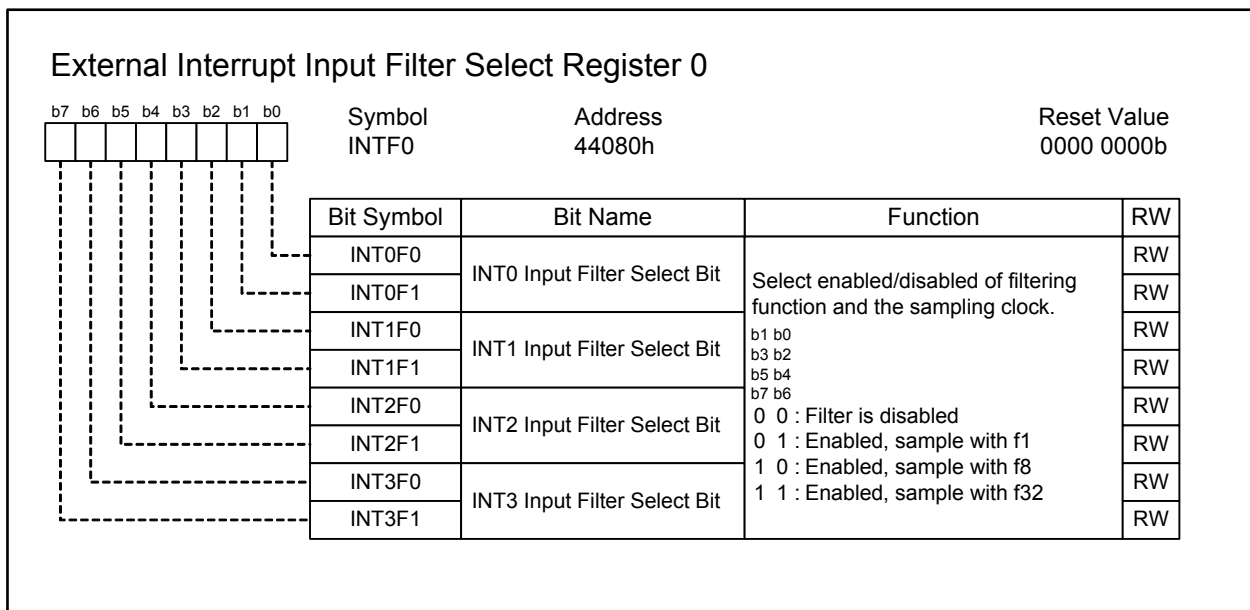 External Interrupt Input Filter Select Register 0
b7 b6 b5 b4 b3 b2 b1 b0
Symbol Address Reset Value
INTF0 44080h 0000 0000b
Bit Symbol Bit Name Function RW
INT0F0 RW
INT0 Input Filter Select Bit
INT0F1 RW
INT1F0 RW
INT1 Input Filter Select Bit
INT1F1 RW
INT2F0 RW
INT2 Input Filter Select Bit
INT2F1 RW
INT3F0 RW
INT3 Input Filter Select Bit
INT3F1 RW
Select enabled/disabled of filtering
function and the sampling clock.
b1 b0
b3 b2
b5 b4
b7 b6
0 0 : Filter is disabled
0 1 : Enabled, sample with f1
1 0 : Enabled, sample with f8
1 1 : Enabled, sample with f32